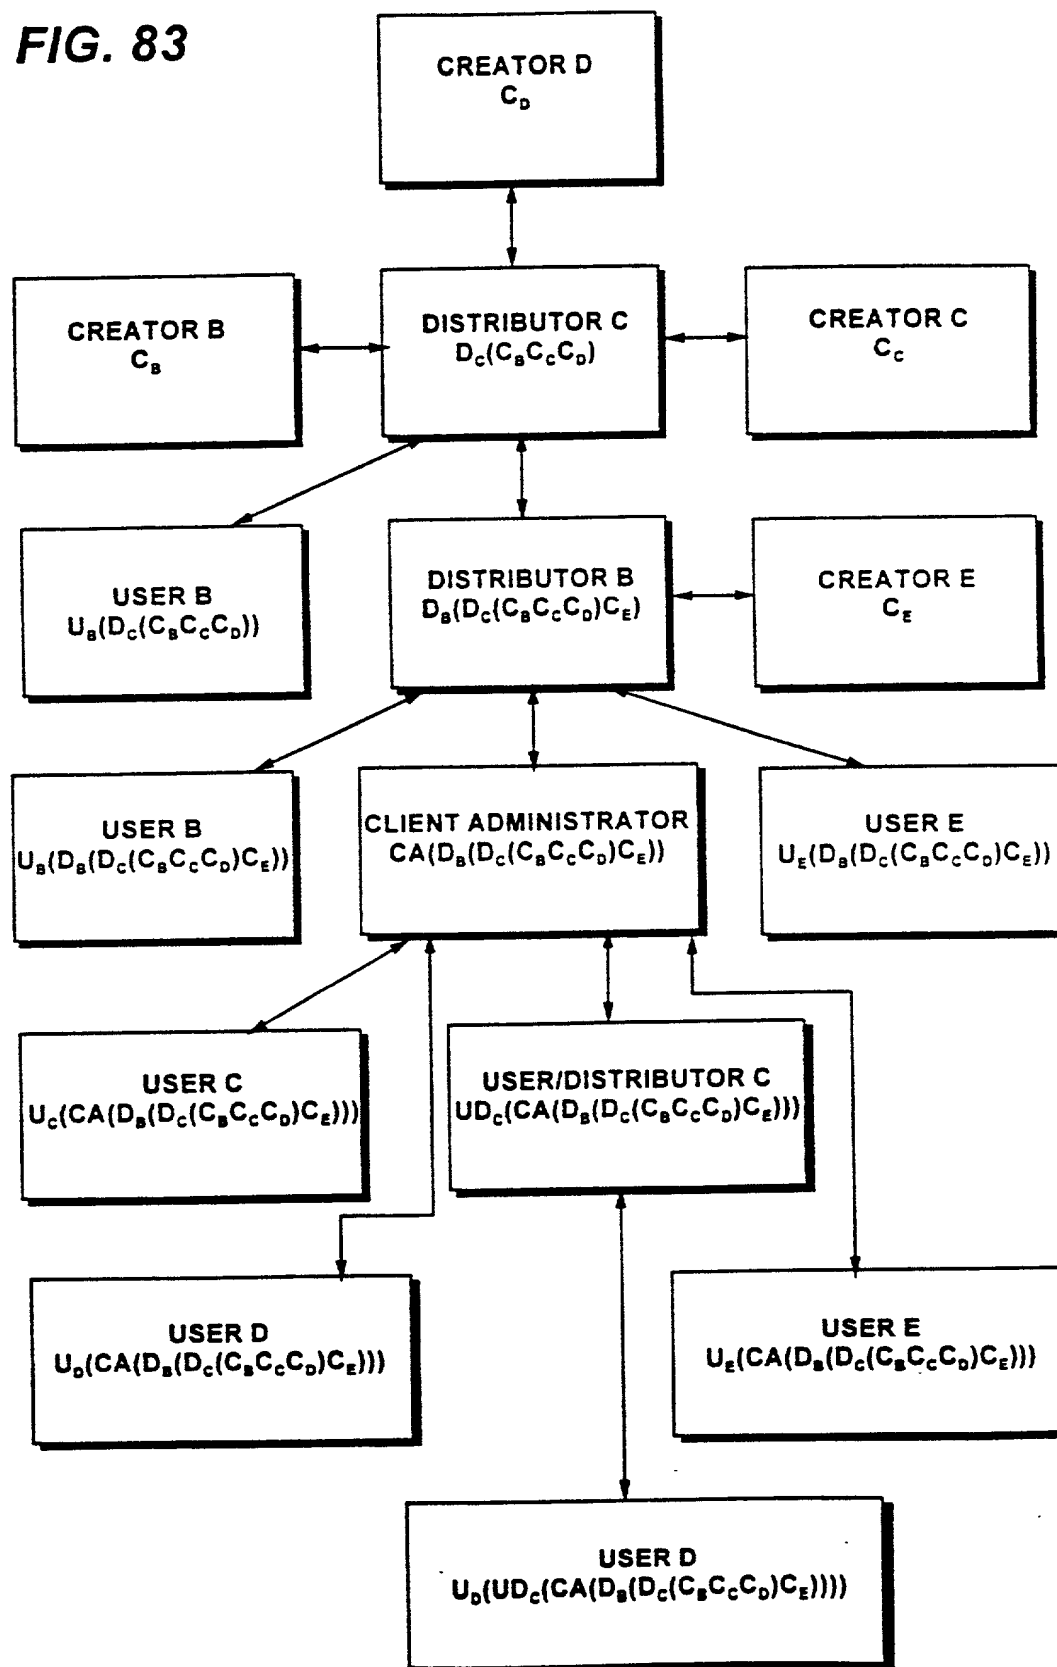 FIG. 83
CREATOR D
C_D
CREATOR B
C_B
DISTRIBUTOR C
D_C(C_BC_CC_D)
CREATOR C
C_C
USER B
U_B(D_C(C_BC_CC_D))
DISTRIBUTOR B
D_B(D_C(C_BC_CC_D)C_E)
CREATOR E
C_E
USER B
U_B(D_B(D_C(C_BC_CC_D)C_E))
CLIENT ADMINISTRATOR
CA(D_B(D_C(C_BC_CC_D)C_E))
USER E
U_E(D_B(D_C(C_BC_CC_D)C_E))
USER C
U_C(CA(D_B(D_C(C_BC_CC_D)C_E)))
USER/DISTRIBUTOR C
UD_C(CA(D_B(D_C(C_BC_CC_D)C_E)))
USER D
U_D(CA(D_B(D_C(C_BC_CC_D)C_E)))
USER E
U_E(CA(D_B(D_C(C_BC_CC_D)C_E)))
USER D
U_D(UD_C(CA(D_B(D_C(C_BC_CC_D)C_E))))